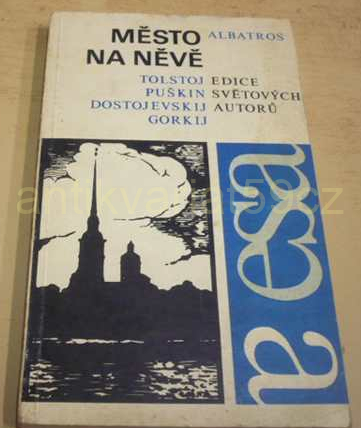 MĚSTO ALBATROS
NA NĚVĚ
TOLSTOJ EDICE
PUŠKIN SVĚTOVÝCH
DOSTOJEVSKIJ AUTORŮ
GORKIJ
esa
e a